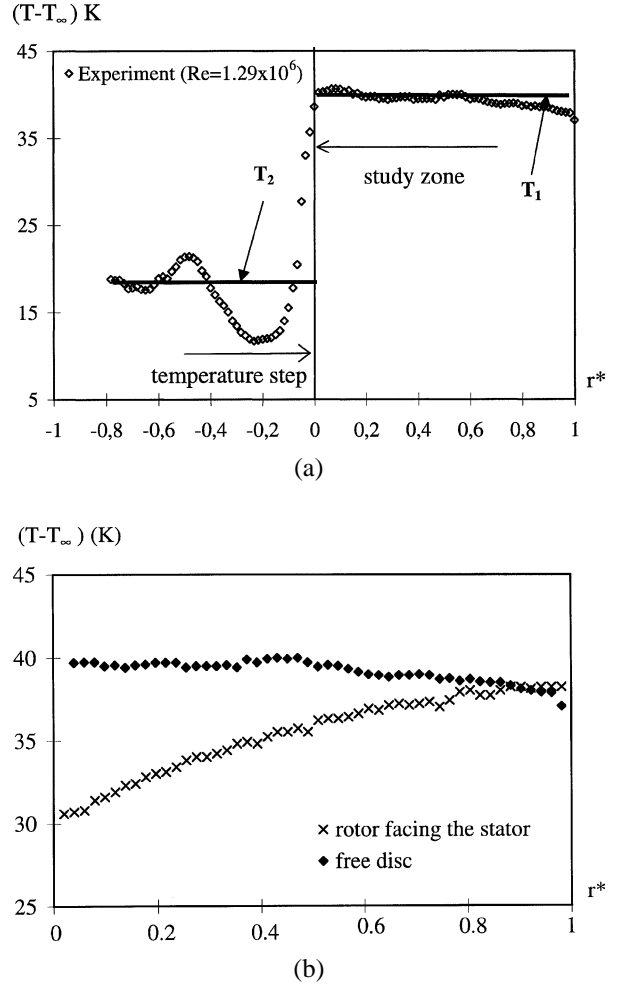 (T-T∞) K
45
◇ Experiment (Re=1.29x10⁶)
35
T₂
study zone
T₁
25
15
temperature step
r*
5
-1 -0,8 -0,6 -0,4 -0,2 0 0,2 0,4 0,6 0,8 1
(a)
(T-T∞ ) (K)
45
40
35
30
× rotor facing the stator
◆ free disc
r*
25
0 0.2 0.4 0.6 0.8 1
(b)